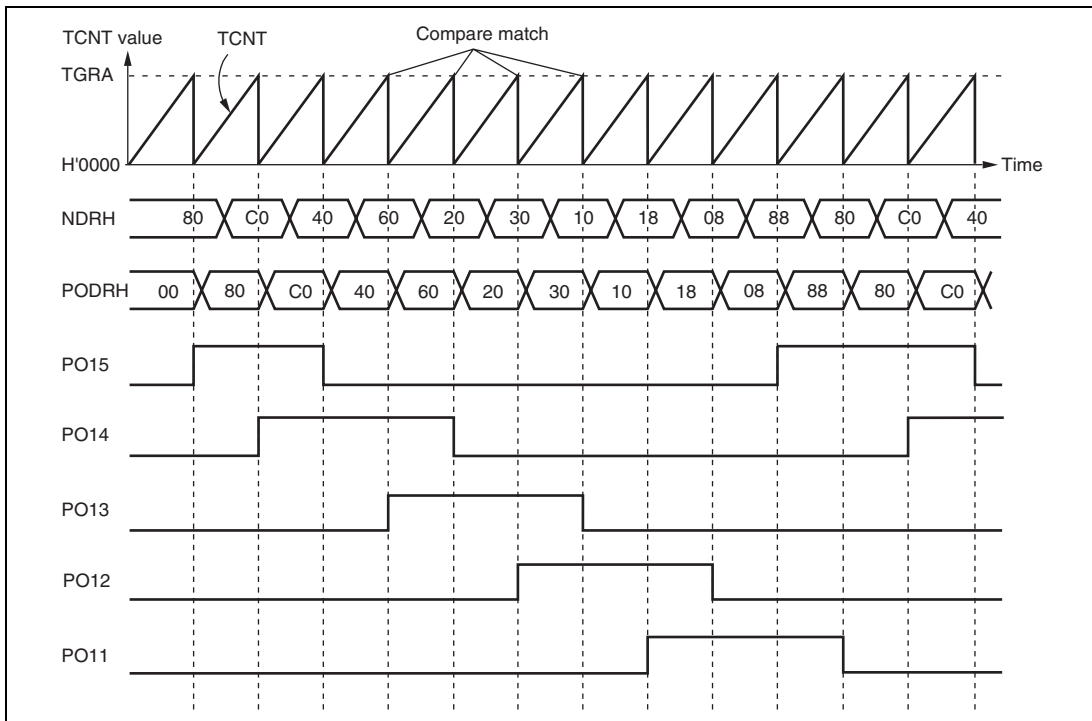 TCNT value
TCNT
Compare match
TGRA
H'0000
Time
NDRH
80 C0 40 60 20 30 10 18 08 88 80 C0 40
PODRH
00 80 C0 40 60 20 30 10 18 08 88 80 C0
PO15
PO14
PO13
PO12
PO11